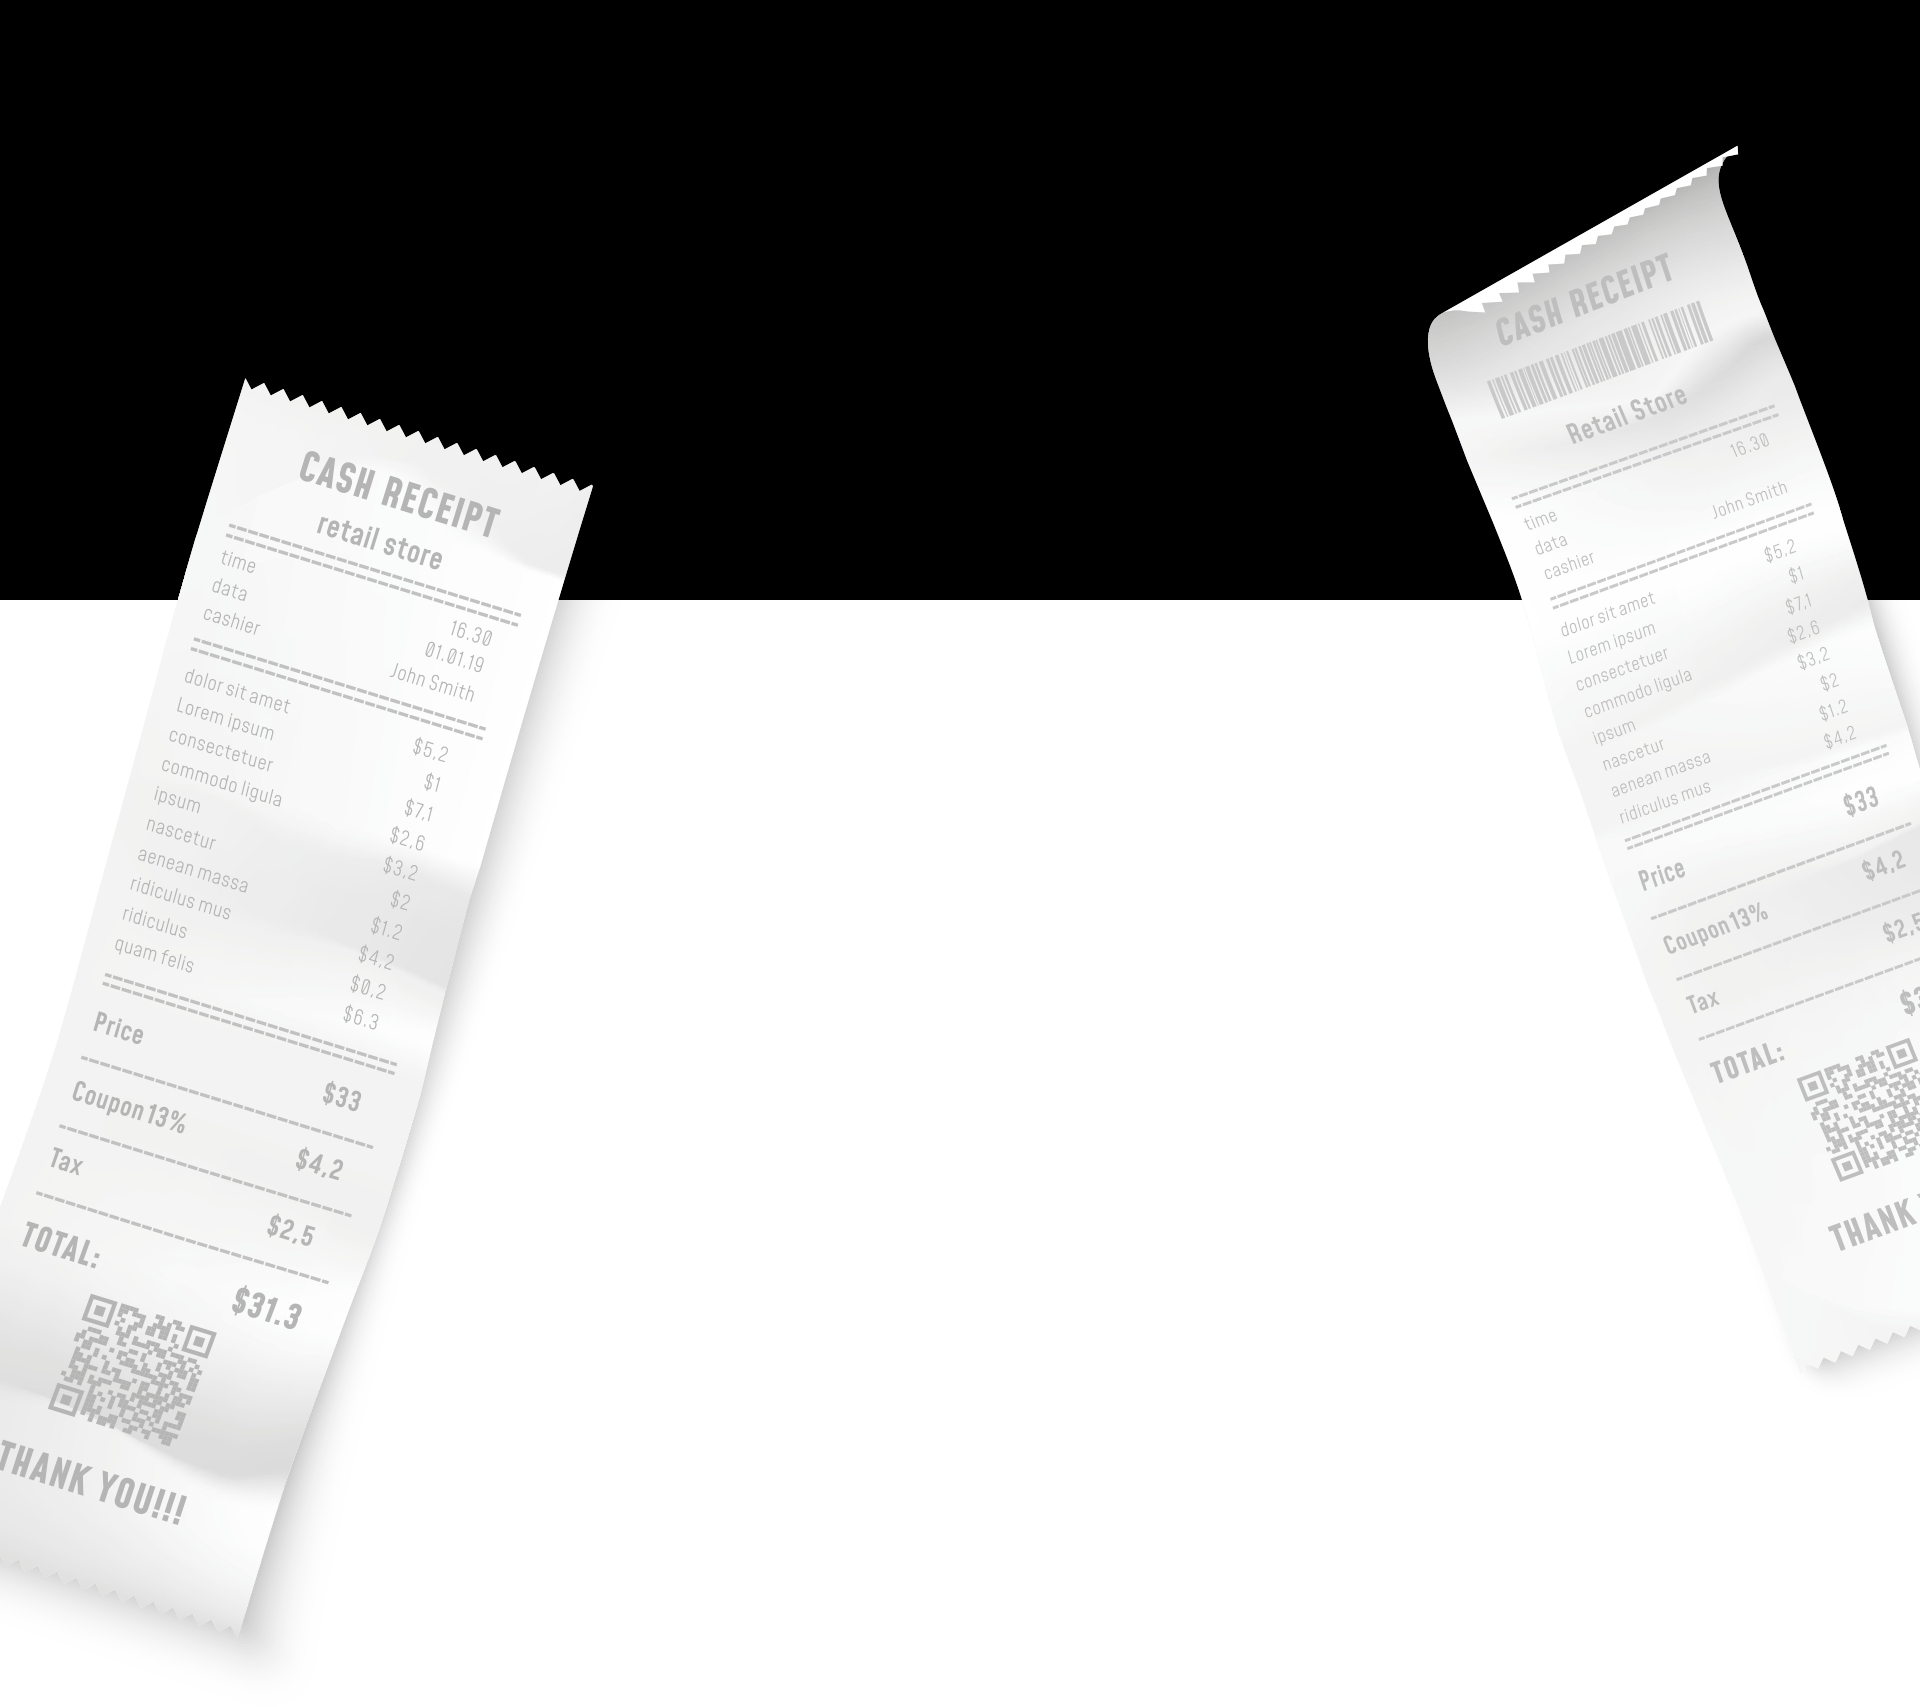 CASH RECEIPT
retail store
time 16.30
data 01.01.19
cashier John Smith
dolor sit amet $5,2
Lorem ipsum $1
consectetuer $7,1
commodo ligula $2,6
ipsum $3,2
nascetur $2
aenean massa $1,2
ridiculus mus $4,2
ridiculus $0,2
quam felis $6.3
Price $33
Coupon 13% $4,2
Tax $2,5
TOTAL: $31.3
THANK YOU!!!
CASH RECEIPT
Retail Store
time 16.30
data
cashier John Smith
dolor sit amet $5,2
Lorem ipsum $1
consectetuer $7,1
commodo ligula $2,6
ipsum $3,2
nascetur $2
aenean massa $1.2
ridiculus mus $4,2
Price $33
Coupon 13% $4,2
Tax $2,5
TOTAL:
THANK